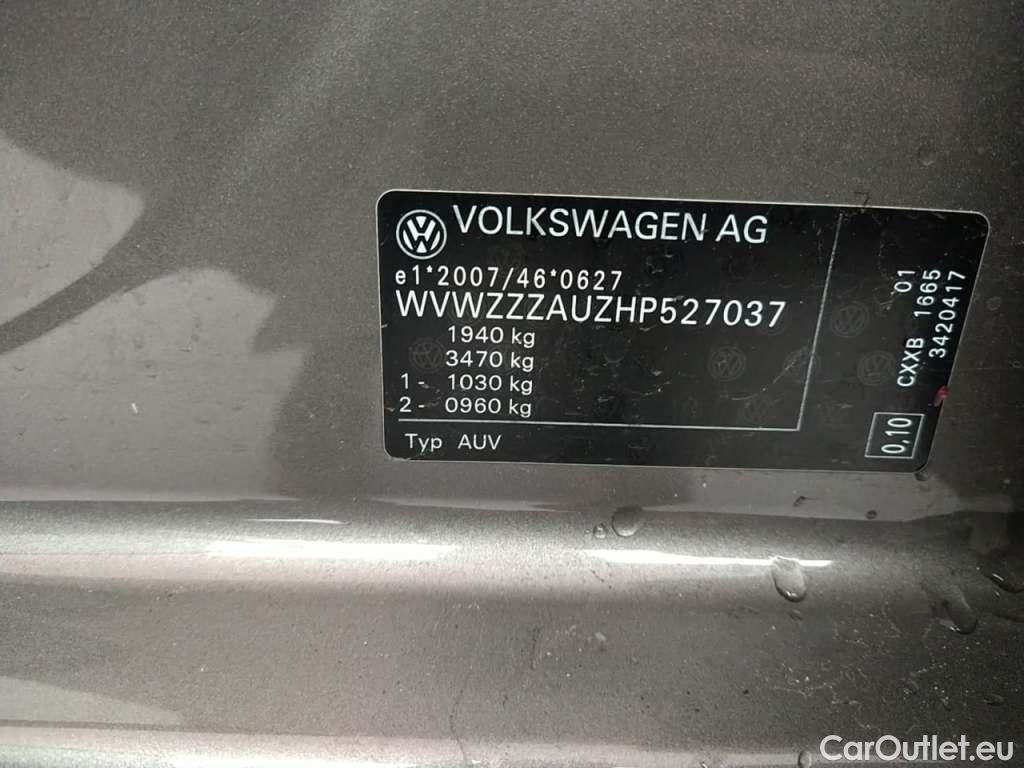 VOLKSWAGEN AG
e1*2007/46*0627
WVWZZZAUZHP527037
1940 kg
3470 kg
1 - 1030 kg
2 - 0960 kg
Typ AUV
01
CXXB 1665
3420417
0,10
CarOutlet.eu